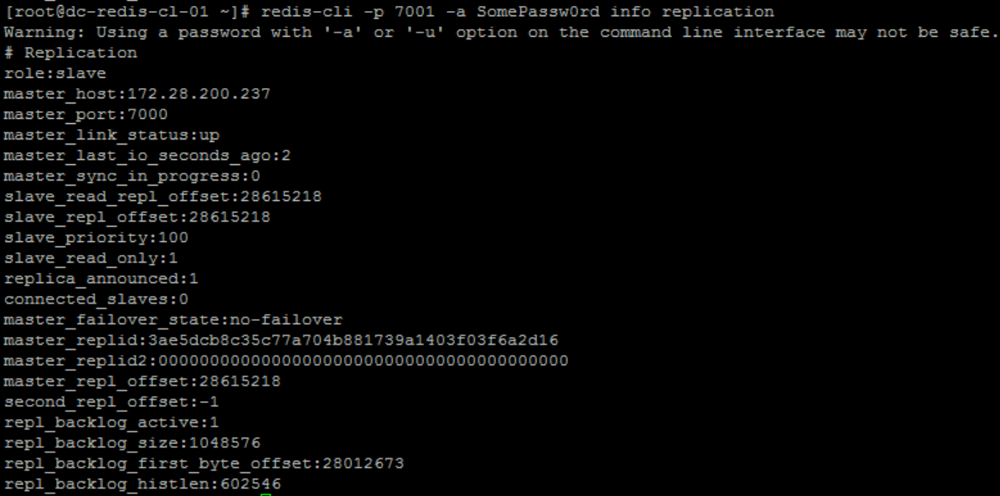 [root@dc-redis-cl-01 ~]# redis-cli -p 7001 -a SomePassw0rd info replication
Warning: Using a password with '-a' or '-u' option on the command line interface may not be safe.
# Replication
role:slave
master_host:172.28.200.237
master_port:7000
master_link_status:up
master_last_io_seconds_ago:2
master_sync_in_progress:0
slave_read_repl_offset:28615218
slave_repl_offset:28615218
slave_priority:100
slave_read_only:1
replica_announced:1
connected_slaves:0
master_failover_state:no-failover
master_replid:3ae5dcb8c35c77a704b881739a1403f03f6a2d16
master_replid2:0000000000000000000000000000000000000000
master_repl_offset:28615218
second_repl_offset:-1
repl_backlog_active:1
repl_backlog_size:1048576
repl_backlog_first_byte_offset:28012673
repl_backlog_histlen:602546